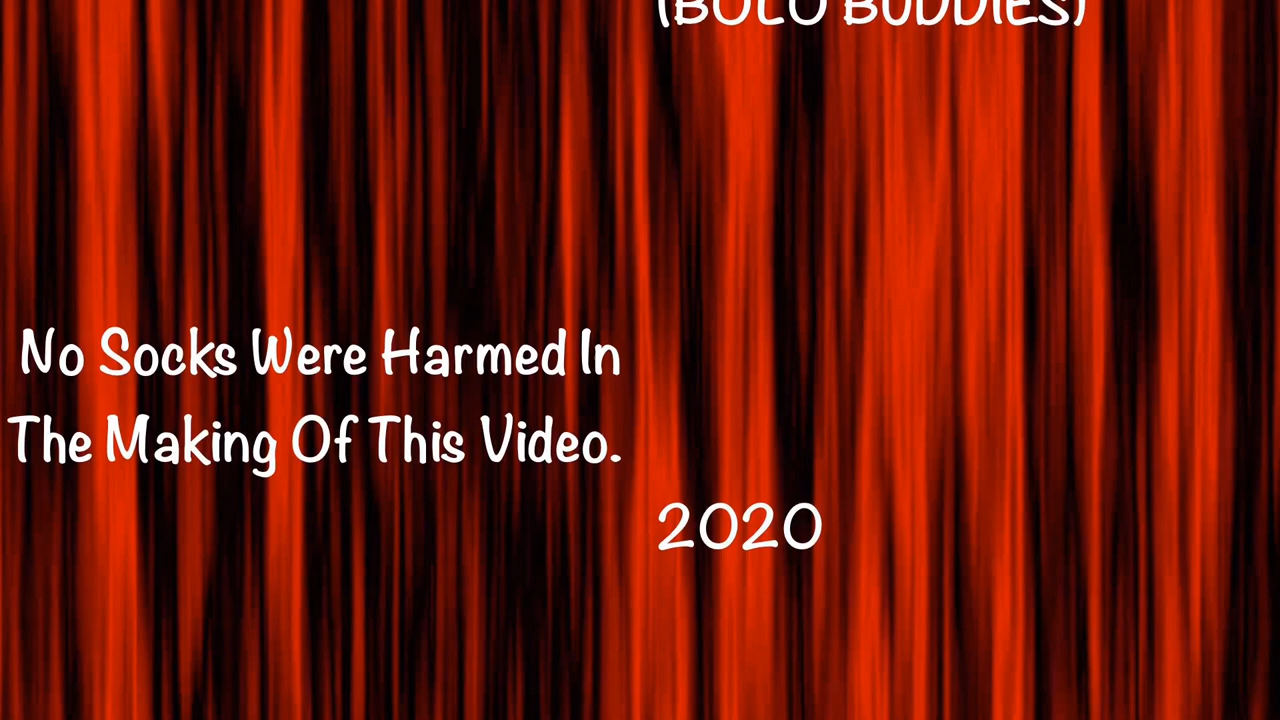 (BOLO BUDDIES)
No Socks Were Harmed In
The Making Of This Video.
2020